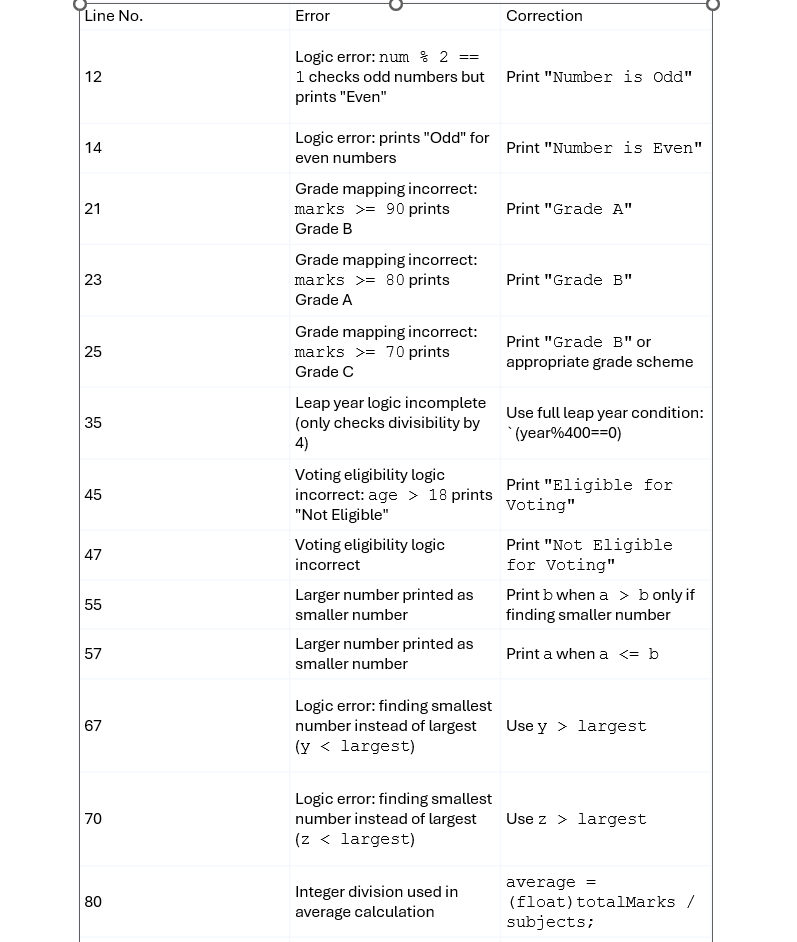 Line No. Error Correction
12
Logic error: num % 2 ==
1 checks odd numbers but
prints "Even"
Print "Number is Odd"
14
Logic error: prints "Odd" for
even numbers
Print "Number is Even"
21
Grade mapping incorrect:
marks >= 90 prints
Grade B
Print "Grade A"
23
Grade mapping incorrect:
marks >= 80 prints
Grade A
Print "Grade B"
25
Grade mapping incorrect:
marks >= 70 prints
Grade C
Print "Grade B" or
appropriate grade scheme
35
Leap year logic incomplete
(only checks divisibility by
4)
Use full leap year condition:
`(year%400==0)
45
Voting eligibility logic
incorrect: age > 18 prints
"Not Eligible"
Print "Eligible for
Voting"
47
Voting eligibility logic
incorrect
Print "Not Eligible
for Voting"
55
Larger number printed as
smaller number
Print b when a > b only if
finding smaller number
57
Larger number printed as
smaller number
Print a when a <= b
67
Logic error: finding smallest
number instead of largest
(y < largest)
Use y > largest
70
Logic error: finding smallest
number instead of largest
(z < largest)
Use z > largest
80
Integer division used in
average calculation
average =
(float)totalMarks /
subjects;